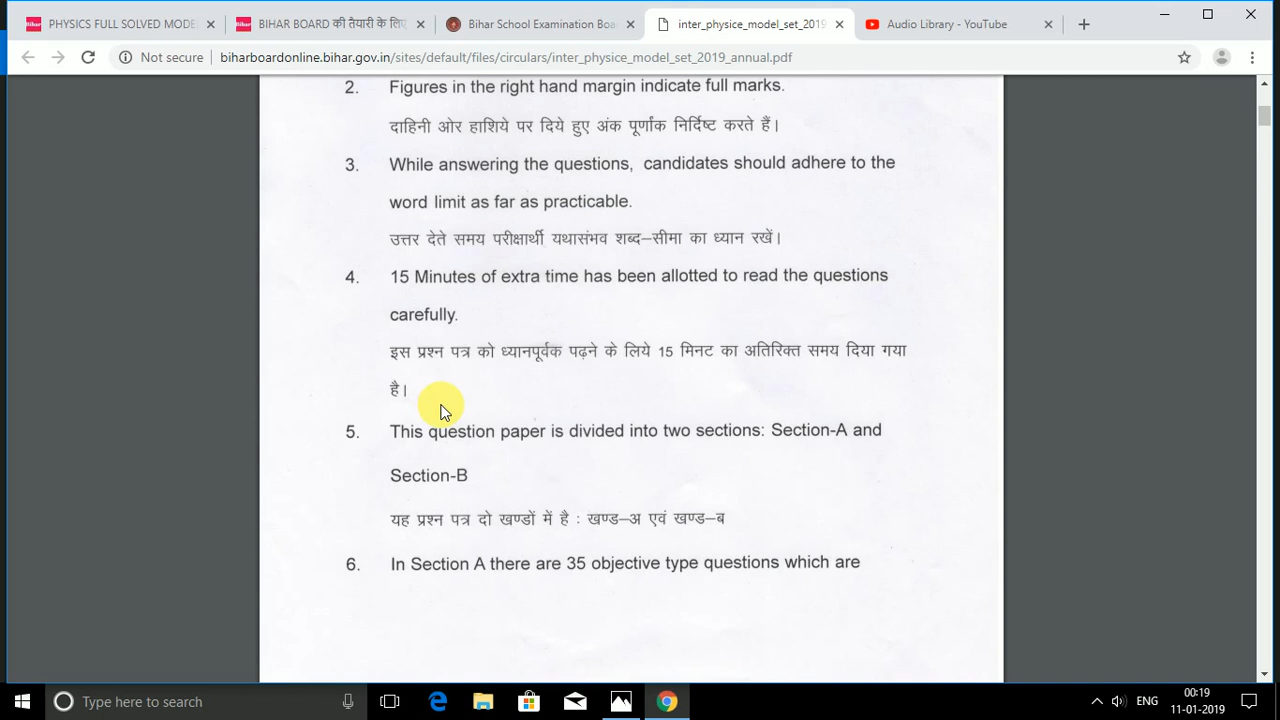 PHYSICS FULL SOLVED MODE
BIHAR BOARD की तैयारी के लिए
Bihar School Examination Boa
inter_physice_model_set_2019
Audio Library - YouTube
Not secure
biharboardonline.bihar.gov.in/sites/default/files/circulars/inter_physice_model_set_2019_annual.pdf
2. Figures in the right hand margin indicate full marks.
दाहिनी ओर हाशिये पर दिये हुए अंक पूर्णांक निर्दिष्ट करते हैं।
3. While answering the questions, candidates should adhere to the
word limit as far as practicable.
उत्तर देते समय परीक्षार्थी यथासंभव शब्द–सीमा का ध्यान रखें।
4. 15 Minutes of extra time has been allotted to read the questions
carefully.
इस प्रश्न पत्र को ध्यानपूर्वक पढ़ने के लिये 15 मिनट का अतिरिक्त समय दिया गया
है।
5. This question paper is divided into two sections: Section-A and
Section-B
यह प्रश्न पत्र दो खण्डों में है : खण्ड–अ एवं खण्ड–ब
6. In Section A there are 35 objective type questions which are
Type here to search
ENG
00:19
11-01-2019